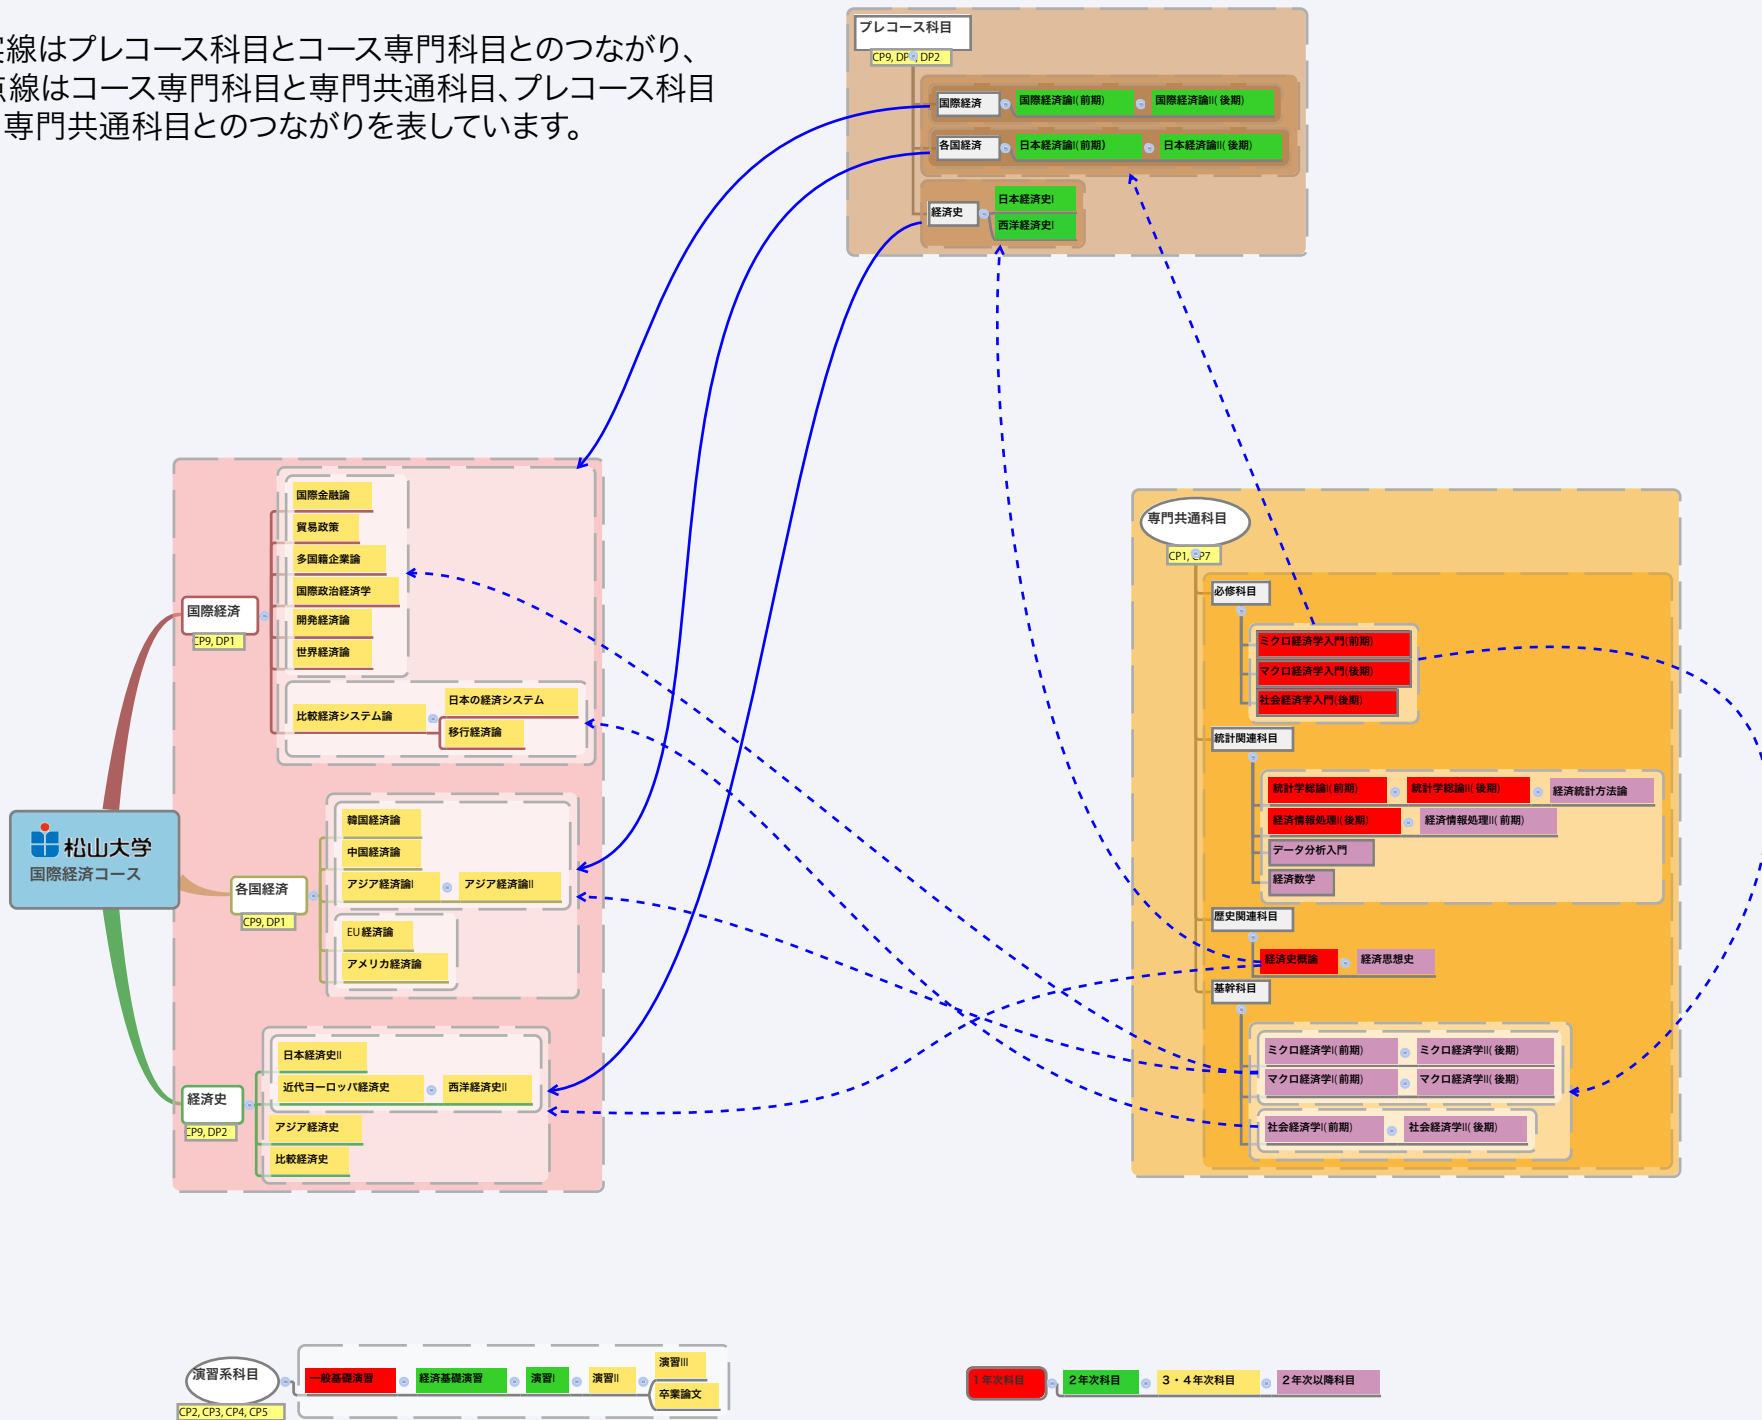 実線はプレコース科目とコース専門科目とのつながり、
点線はコース専門科目と専門共通科目、プレコース科目
専門共通科目とのつながりを表しています。
プレコース科目
CP9, DP1, DP2
国際経済
国際経済論I(前期)
国際経済論II(後期)
各国経済
日本経済論I(前期)
日本経済論II(後期)
経済史
日本経済史I
西洋経済史I
松山大学
国際経済コース
国際経済
CP9, DP1
国際金融論
貿易政策
多国籍企業論
国際政治経済学
開発経済論
世界経済論
比較経済システム論
日本の経済システム
移行経済論
各国経済
CP9, DP1
韓国経済論
中国経済論
アジア経済論I
アジア経済論II
EU経済論
アメリカ経済論
経済史
CP9, DP2
日本経済史II
近代ヨーロッパ経済史
西洋経済史II
アジア経済史
比較経済史
専門共通科目
CP1, CP7
必修科目
ミクロ経済学入門(前期)
マクロ経済学入門(後期)
社会経済学入門(後期)
統計関連科目
統計学総論I(前期)
統計学総論II(後期)
経済統計方法論
経済情報処理I(後期)
経済情報処理II(前期)
データ分析入門
経済数学
歴史関連科目
経済史概論
経済思想史
基幹科目
ミクロ経済学I(前期)
ミクロ経済学II(後期)
マクロ経済学I(前期)
マクロ経済学II(後期)
社会経済学I(前期)
社会経済学II(後期)
演習系科目
CP2, CP3, CP4, CP5
一般基礎演習
経済基礎演習
演習I
演習II
演習III
卒業論文
1年次科目
２年次科目
３・４年次科目
２年次以降科目